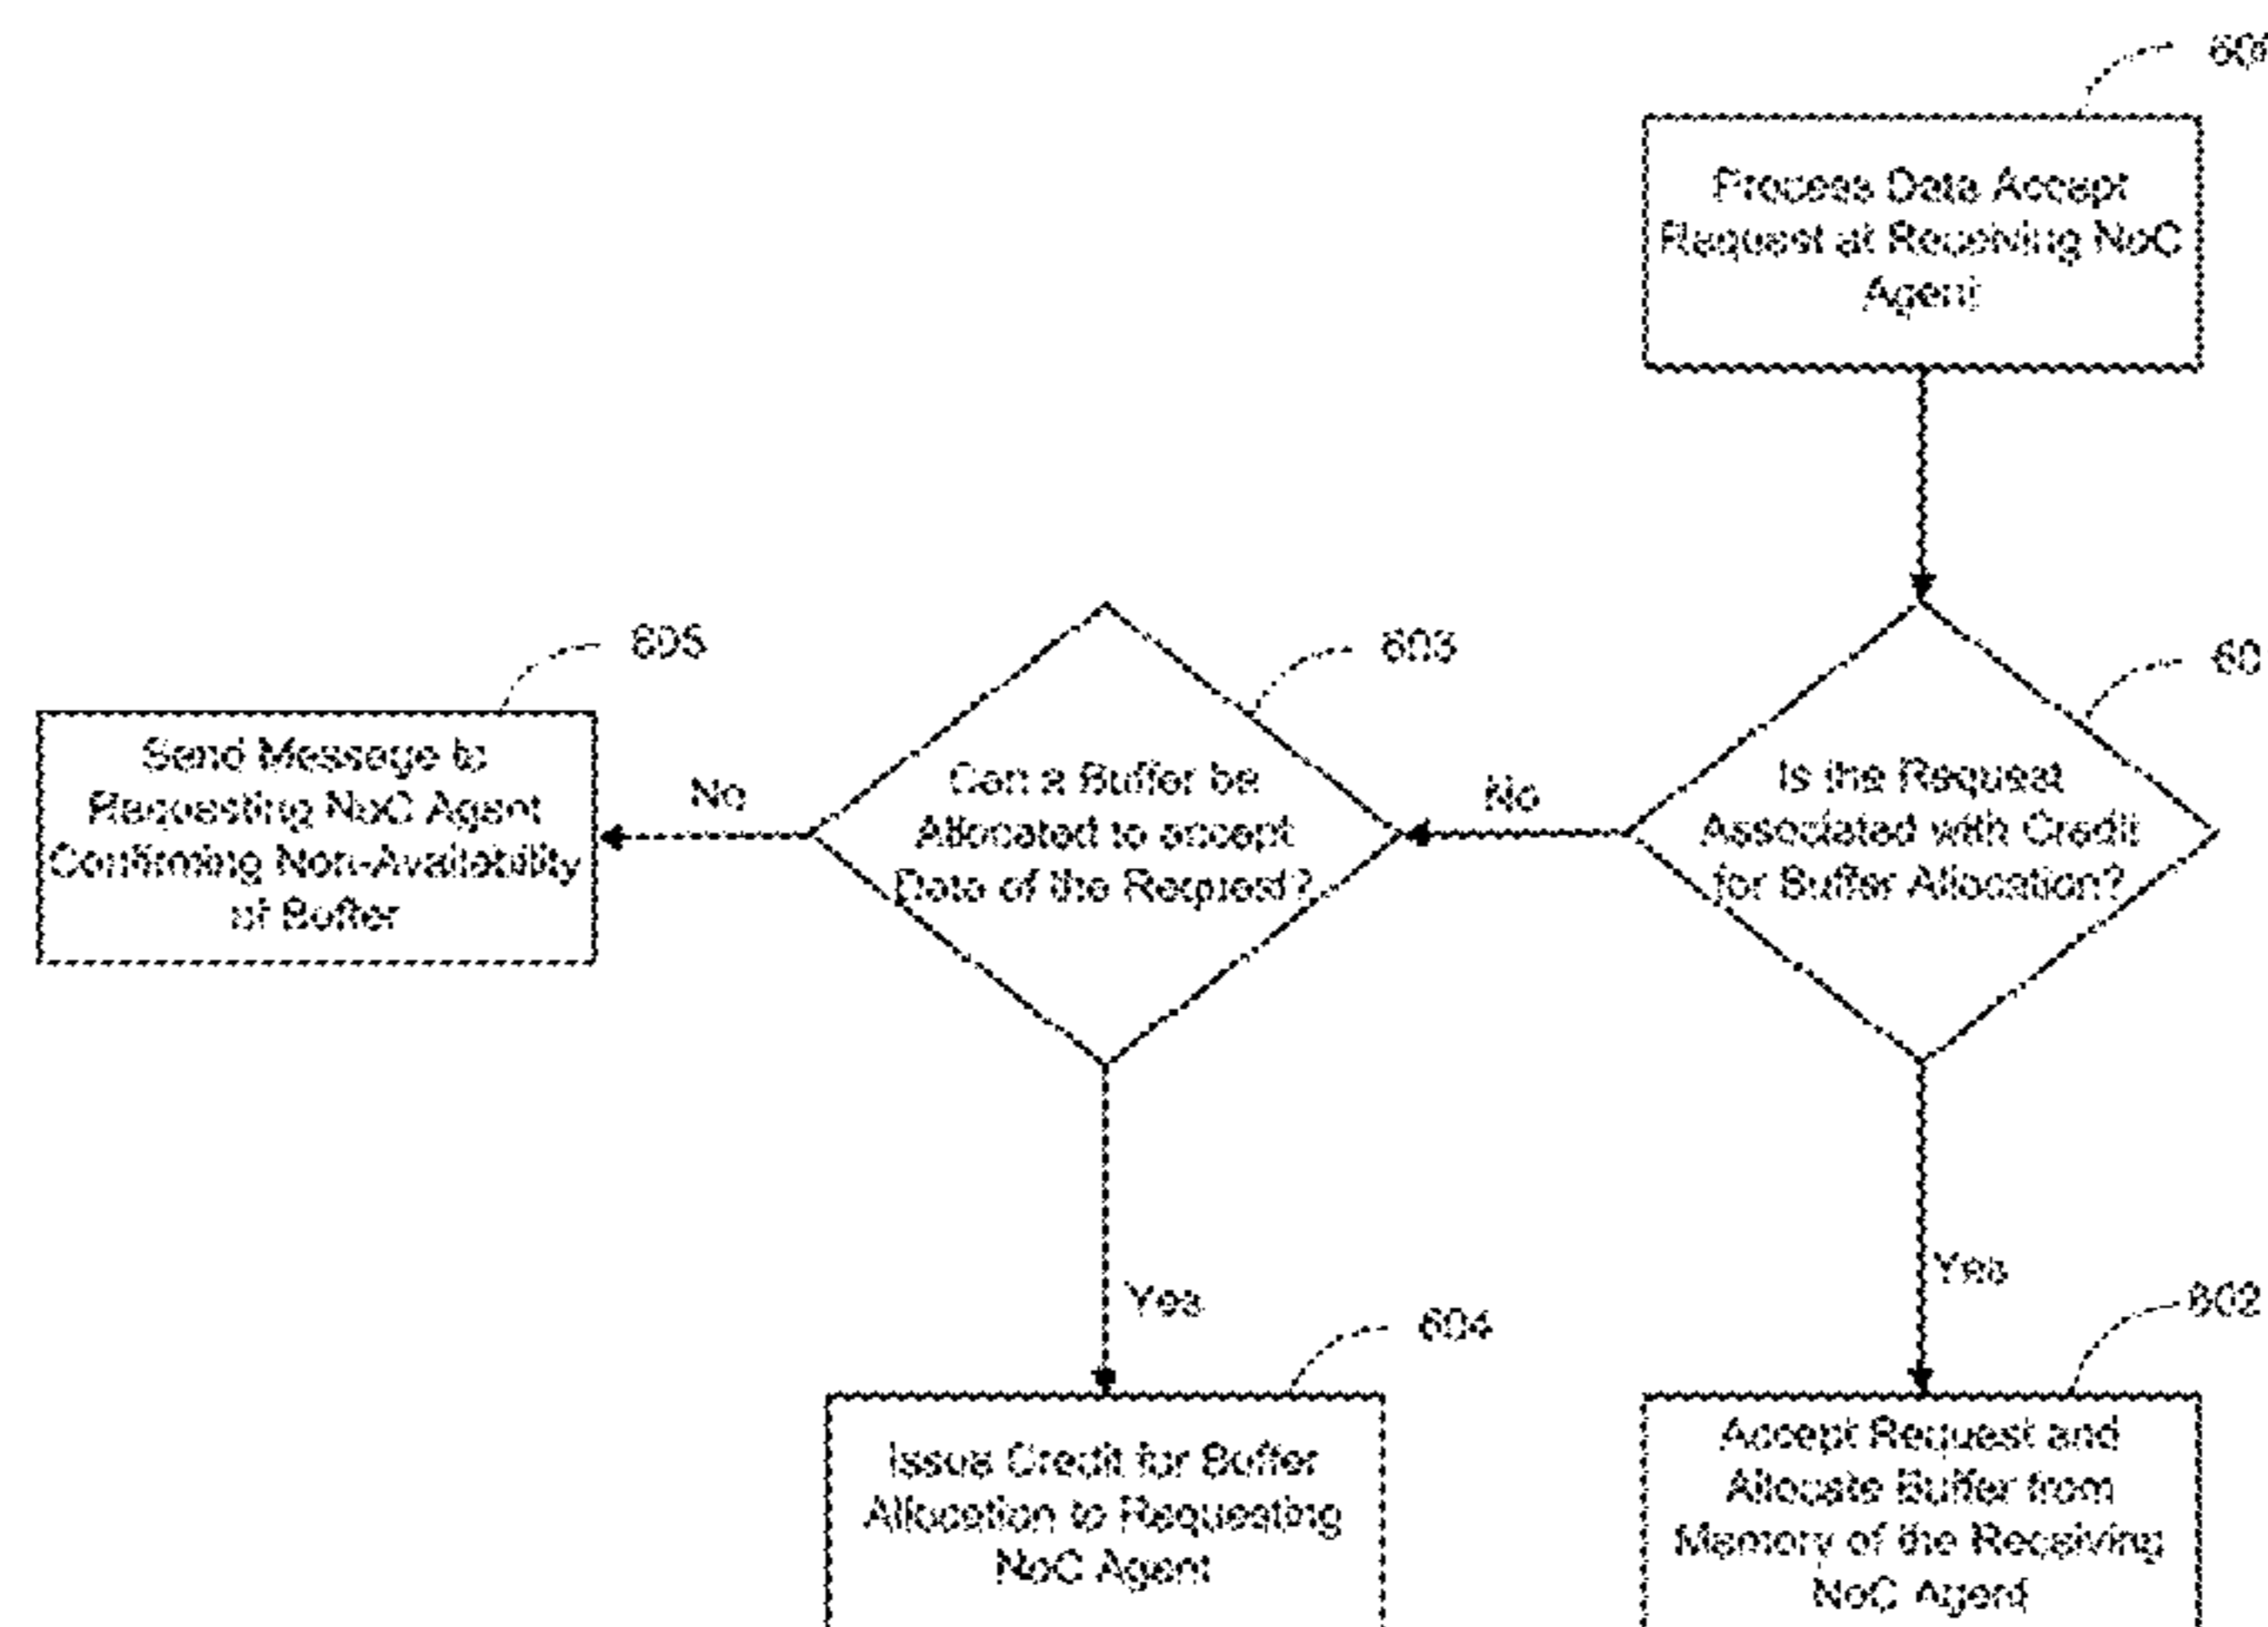 Process Data Accept
Request at Receiving NoC
Agent
605
603
60
Send Message to
Requesting NoC Agent
Confirming Non-Availability
of Buffer
No
Can a Buffer be
Allocated to accept
Data of the Request?
No
Is the Request
Associated with Credit
for Buffer Allocation?
Yes
Yes
604
602
Issue Credit for Buffer
Allocation to Requesting
NoC Agent
Accept Request and
Allocate Buffer from
Memory of the Receiving
NoC Agent